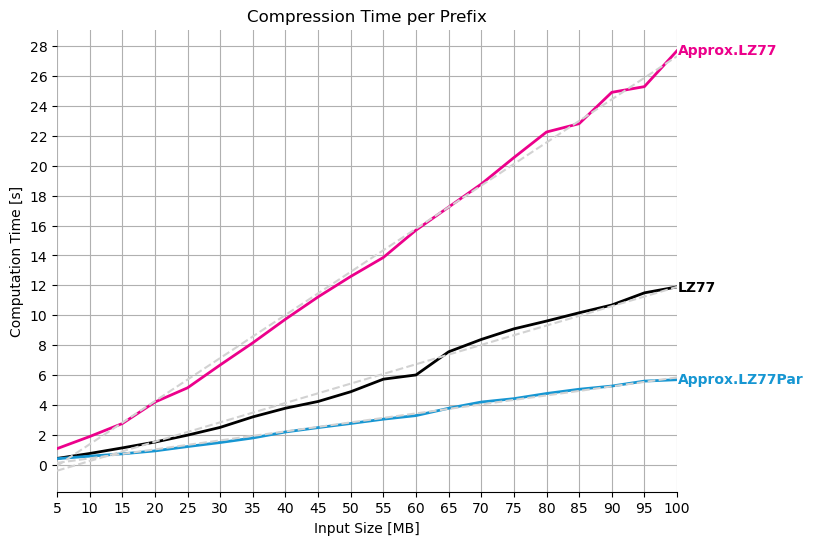 Compression Time per Prefix
Computation Time [s]
28
26
24
22
20
18
16
14
12
10
8
6
4
2
0
Approx.LZ77
LZ77
Approx.LZ77Par
5 10 15 20 25 30 35 40 45 50 55 60 65 70 75 80 85 90 95 100
Input Size [MB]